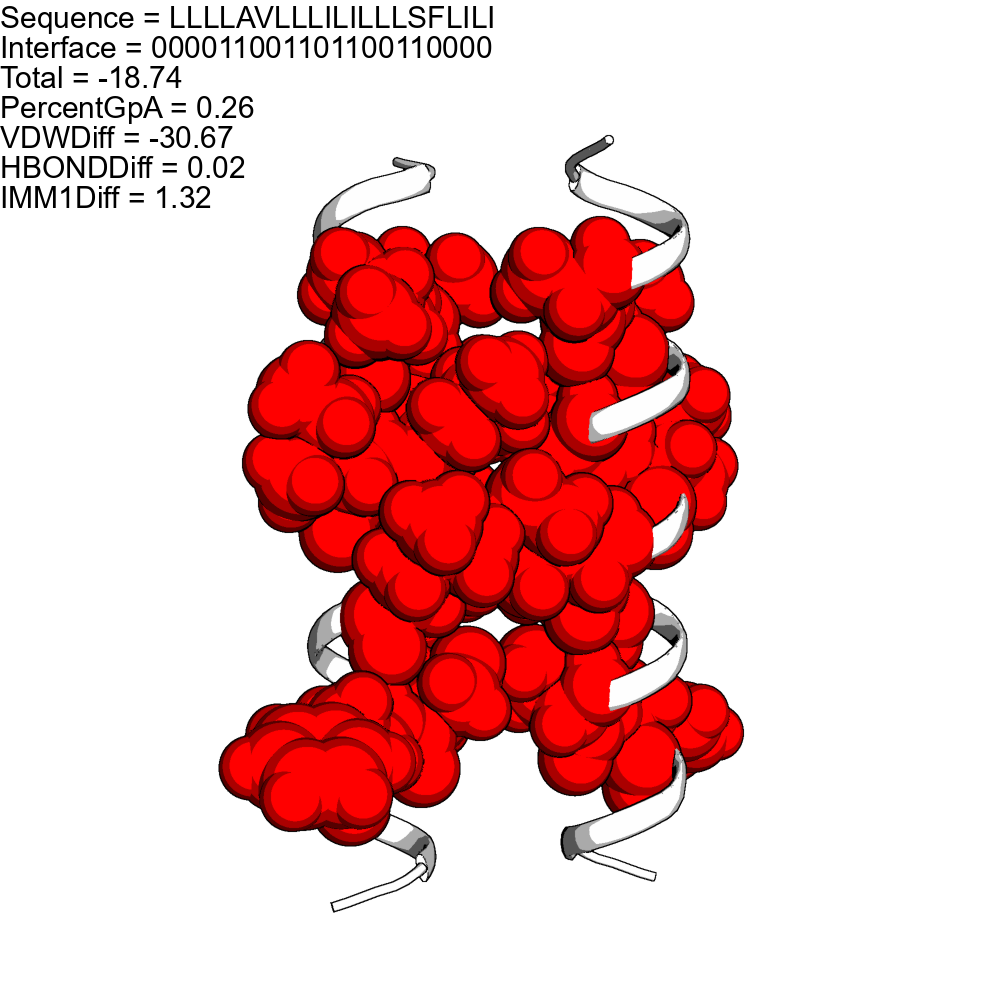 Sequence = LLLLAVLLLILILLLSFLILI
Interface = 000011001101100110000
Total = -18.74
PercentGpA = 0.26
VDWDiff = -30.67
HBONDDiff = 0.02
IMM1Diff = 1.32